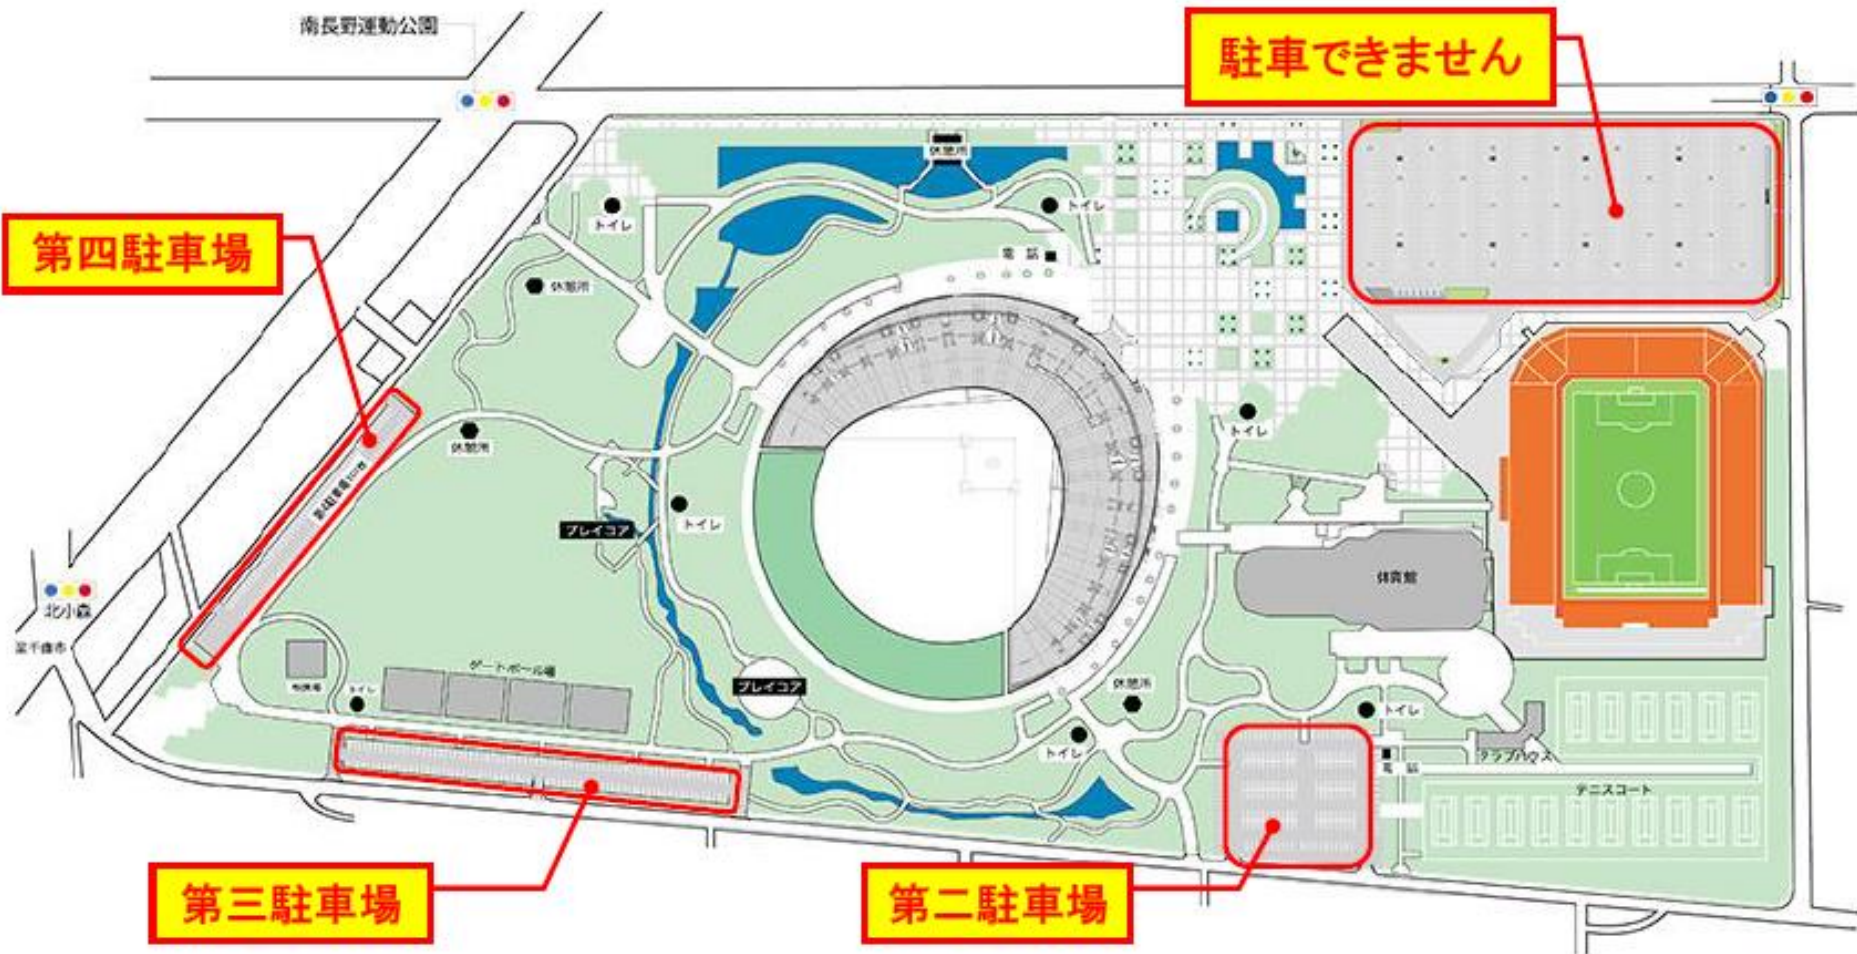 南長野運動公園
駐車できません
休憩所
トイレ
トイレ
第四駐車場
電話
休憩所
トイレ
休憩所
トイレ
プレイコア
体育館
北小森
至千曲市
ゲートボール場
トイレ
プレイコア
休憩所
トイレ
トイレ
電話
クラブハウス
テニスコート
第三駐車場
第二駐車場